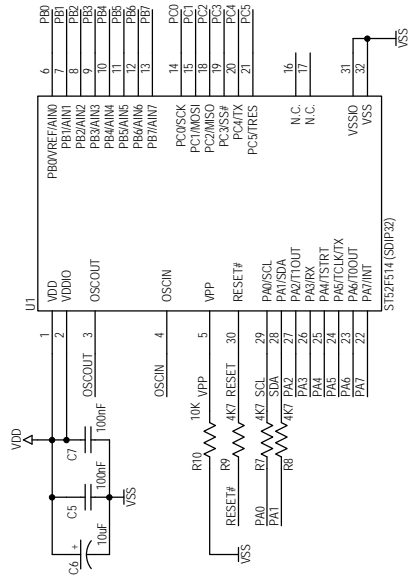 U1
ST52F514 (SDIP32)
VDD
C6
+
10uF
C5
100nF
C7
100nF
VSS
1
VDD
2
VDDIO
OSCOUT
3
OSCOUT
OSCIN
4
OSCIN
VSS
R10
10K
VPP
5
VPP
RESET#
R9
4K7
RESET
30
RESET#
PA0
R7
4K7
SCL
29
PA0/SCL
PA1
R8
4K7
SDA
28
PA1/SDA
PA2
27
PA2/T1OUT
PA3
26
PA3/RX
PA4
25
PA4/TSTRT
PA5
24
PA5/TCLK/TX
PA6
23
PA6/T0OUT
PA7
22
PA7/INT
PB0/VREF/AIN0
6
PB0
PB1/AIN1
7
PB1
PB2/AIN2
8
PB2
PB3/AIN3
9
PB3
PB4/AIN4
10
PB4
PB5/AIN5
11
PB5
PB6/AIN6
12
PB6
PB7/AIN7
13
PB7
PC0/SCK
14
PC0
PC1/MOSI
15
PC1
PC2/MISO
18
PC2
PC3/SS#
19
PC3
PC4/TX
20
PC4
PC5/TRES
21
PC5
N.C.
16
N.C.
17
VSSIO
31
VSS
32
VSS